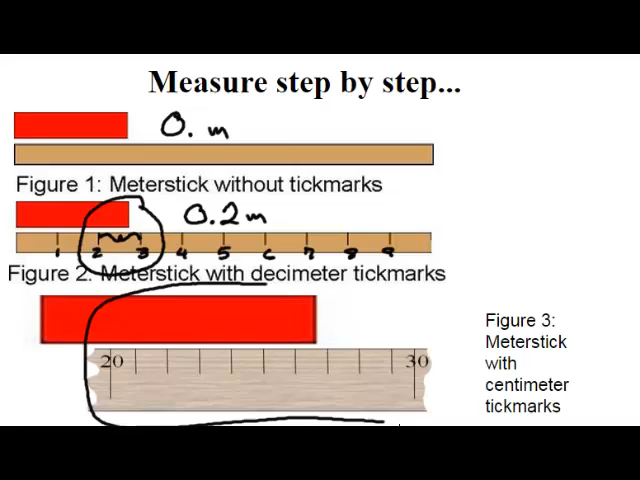 Measure step by step...
0. m
Figure 1: Meterstick without tickmarks
0.2m
1 2 3 4 5 6 7 8 9
Figure 2: Meterstick with decimeter tickmarks
20 30
Figure 3:
Meterstick
with
centimeter
tickmarks